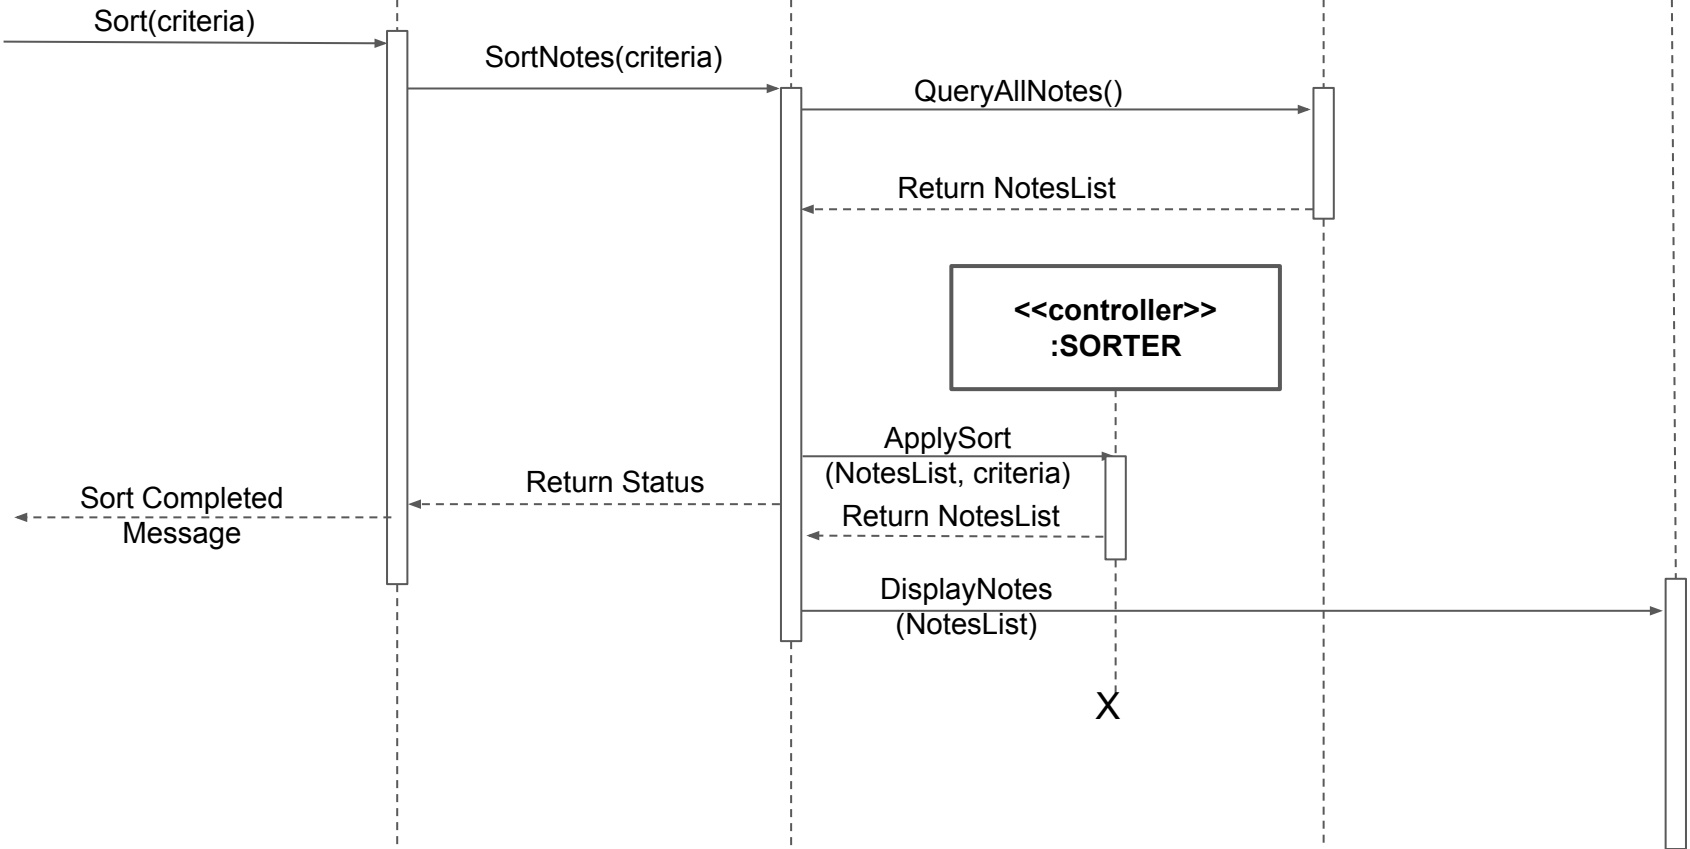 Sort(criteria)
SortNotes(criteria)
QueryAllNotes()
Return NotesList
<<controller>>
:SORTER
ApplySort
(NotesList, criteria)
Return Status
Sort Completed
Message
Return NotesList
DisplayNotes
(NotesList)
X